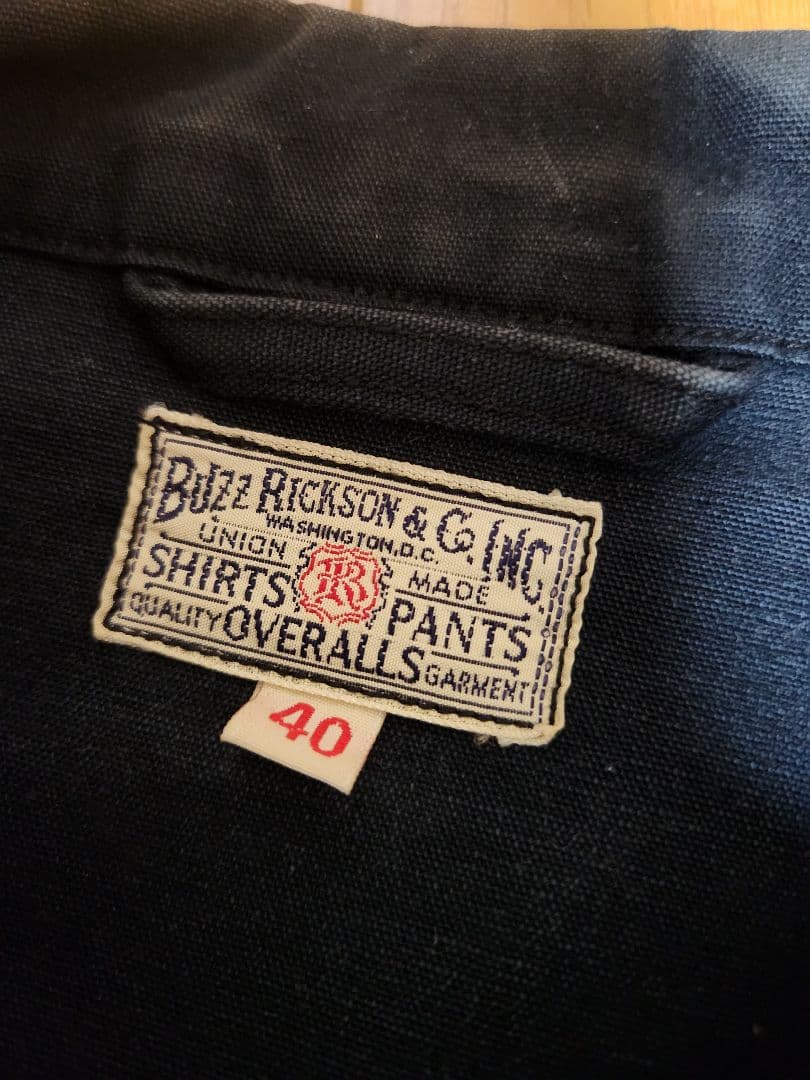 BUZZ RICKSON & CO. INC.
WASHINGTON, D.C.
UNION MADE
SHIRTS PANTS
QUALITY OVERALLS GARMENT
40